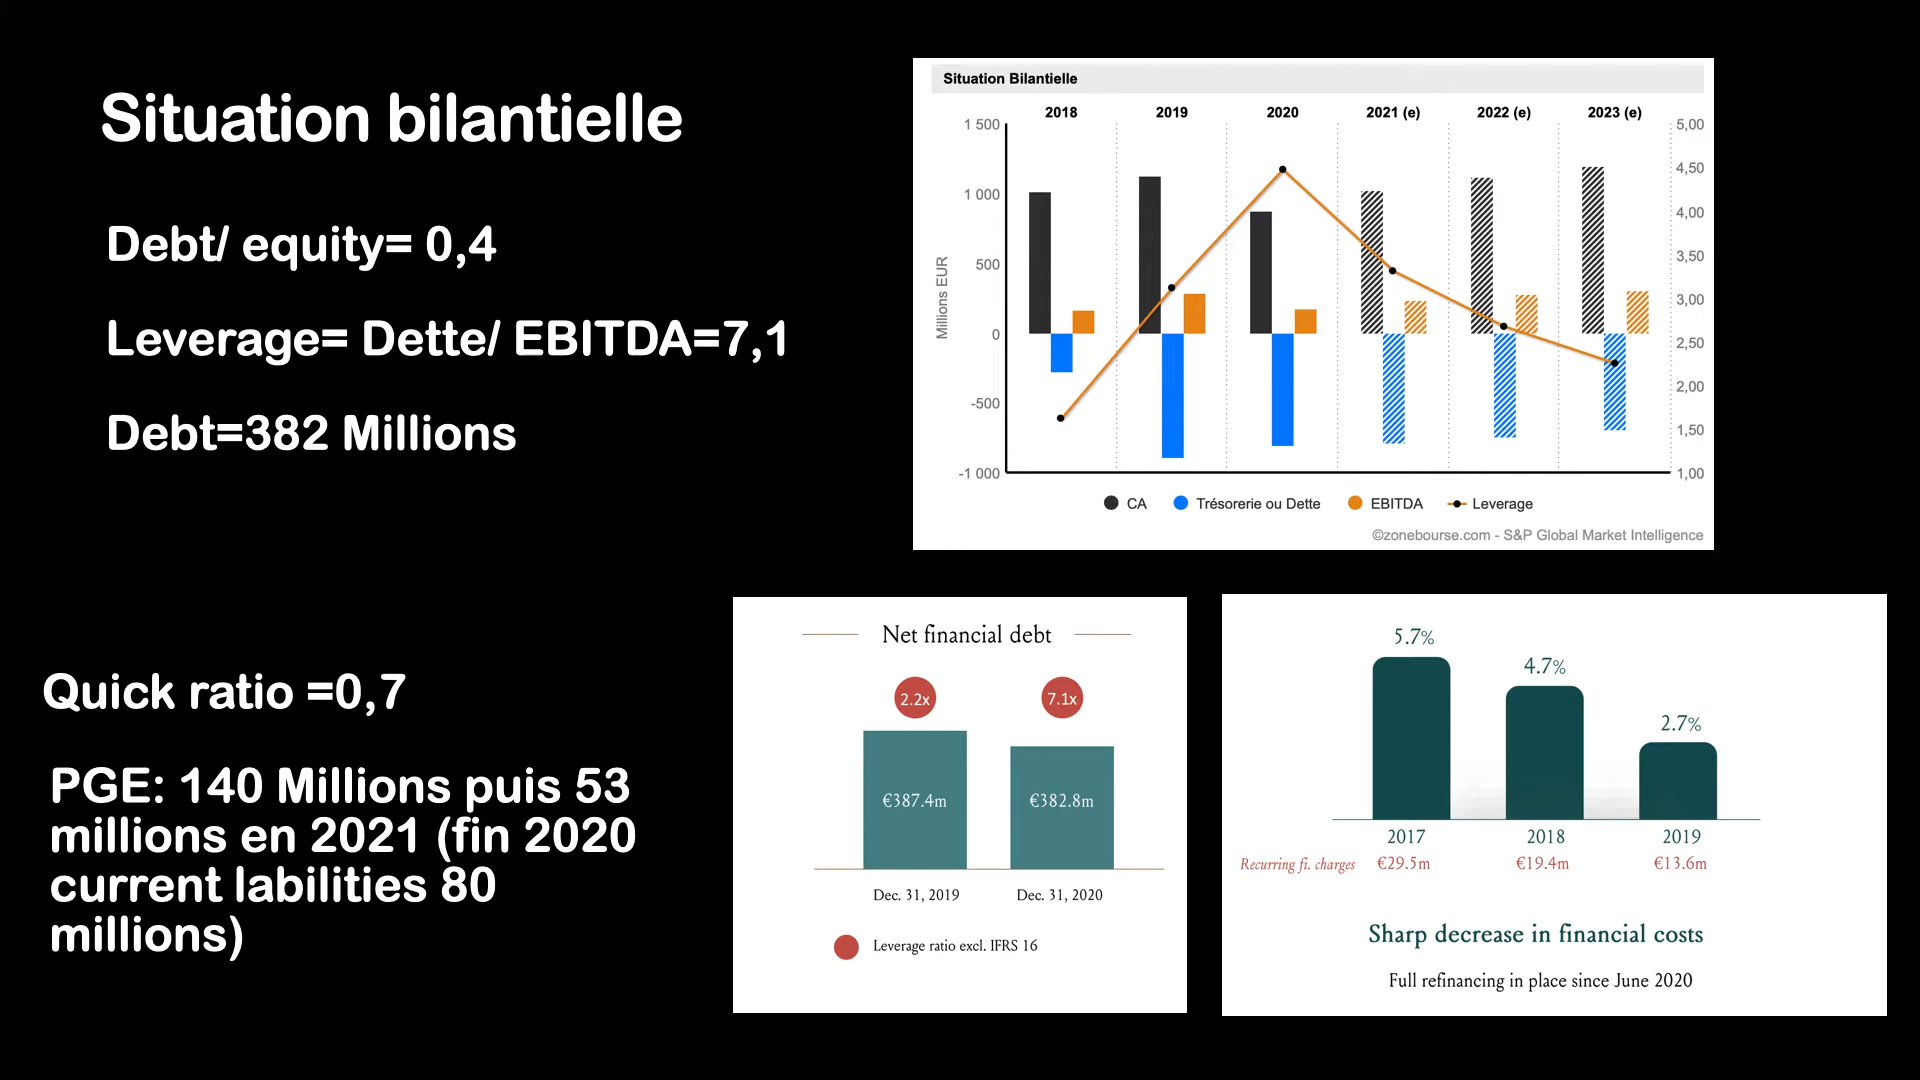 Situation bilantielle
Debt/ equity= 0,4
Leverage= Dette/ EBITDA=7,1
Debt=382 Millions
Quick ratio =0,7
PGE: 140 Millions puis 53
millions en 2021 (fin 2020
current labilities 80
millions)
Situation Bilantielle
2018 2019 2020 2021 (e) 2022 (e) 2023 (e)
1 500
1 000
500
0
-500
-1 000
Millions EUR
5,00
4,50
4,00
3,50
3,00
2,50
2,00
1,50
1,00
CA Trésorerie ou Dette EBITDA Leverage
©zonebourse.com - S&P Global Market Intelligence
Net financial debt
2.2x 7.1x
€387.4m €382.8m
Dec. 31, 2019 Dec. 31, 2020
Leverage ratio excl. IFRS 16
5.7%
4.7%
2.7%
2017 2018 2019
Recurring fi. charges €29.5m €19.4m €13.6m
Sharp decrease in financial costs
Full refinancing in place since June 2020